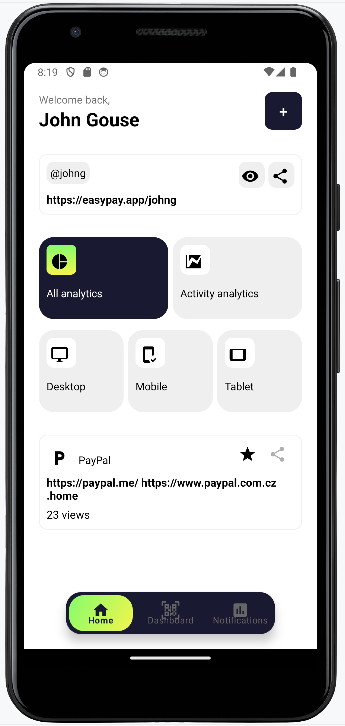 8:19
Welcome back,
John Gouse
+
@johng
https://easypay.app/johng
All analytics
Activity analytics
Desktop
Mobile
Tablet
P PayPal
https://paypal.me/ https://www.paypal.com.cz
.home
23 views
Home
Dashboard
Notifications